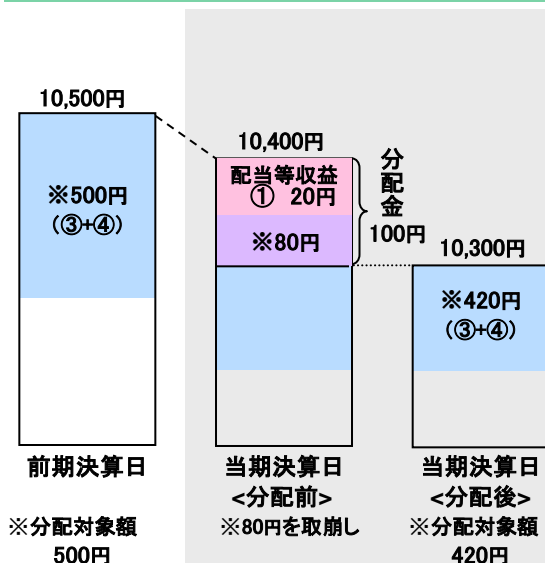 10,500円
※500円
(③+④)
前期決算日
※分配対象額
500円
10,400円
配当等収益
① 20円
※80円
分配金
100円
当期決算日
<分配前>
※80円を取崩し
10,300円
※420円
(③+④)
当期決算日
<分配後>
※分配対象額
420円